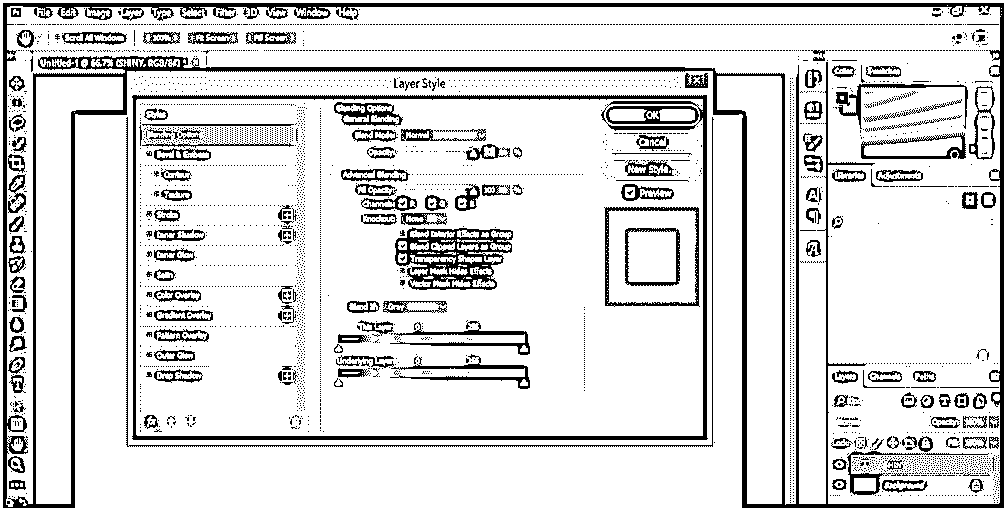 Ps File Edit Image Layer Type Select Filter 3D View Window Help
Scroll All Windows 100% Fit Screen Fill Screen
Untitled-1 @ 66.7% (SHINY, RGB/8#) *
Layer Style
Styles
Blending Options
Bevel & Emboss
Contour
Texture
Stroke
Inner Shadow
Inner Glow
Satin
Color Overlay
Gradient Overlay
Pattern Overlay
Outer Glow
Drop Shadow
Blending Options
General Blending
Blend Mode: Normal
Opacity: %
Advanced Blending
Fill Opacity: %
Channels: R G B
Knockout: None
Blend Interior Effects as Group
Blend Clipped Layers as Group
Transparency Shapes Layer
Layer Mask Hides Effects
Vector Mask Hides Effects
Blend If: Gray
This Layer: 0 255
Underlying Layer: 0 255
OK
Cancel
New Style...
Preview
Color Swatches
Libraries Adjustments
Layers Channels Paths
Opacity:
Lock: Fill:
Background